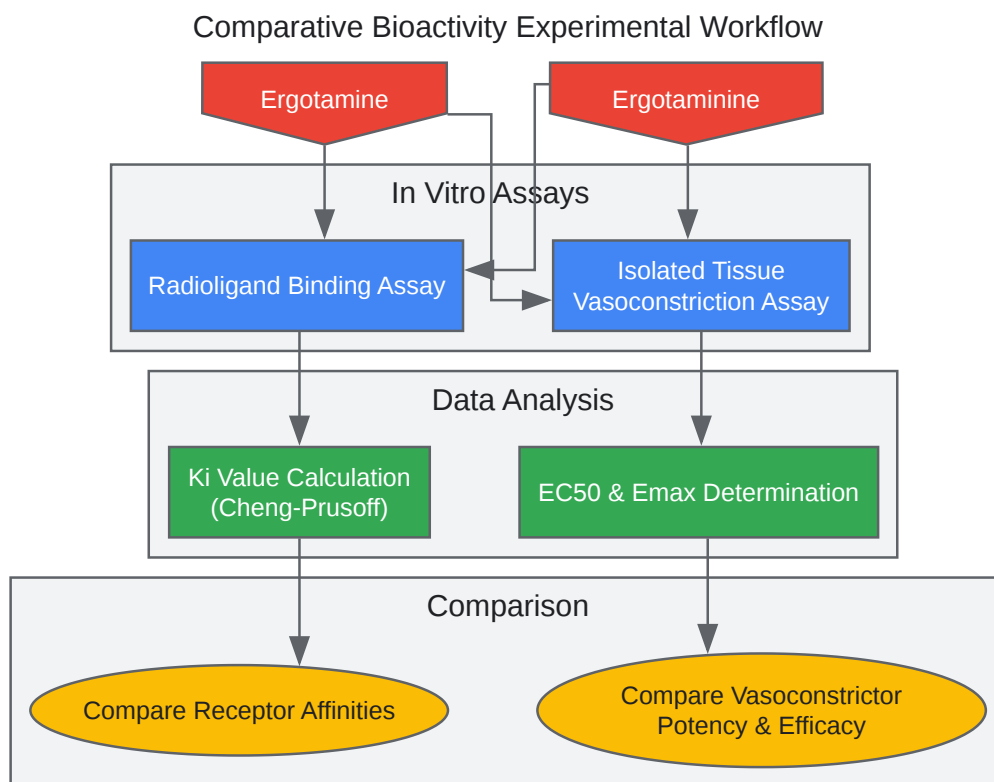 Comparative Bioactivity Experimental Workflow
Ergotamine
Ergotaminine
In Vitro Assays
Radioligand Binding Assay
Isolated Tissue
Vasoconstriction Assay
Data Analysis
Ki Value Calculation
(Cheng-Prusoff)
EC50 & Emax Determination
Comparison
Compare Receptor Affinities
Compare Vasoconstrictor
Potency & Efficacy